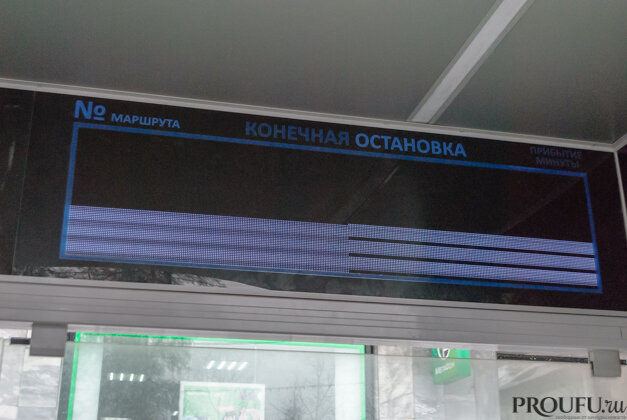 № МАРШРУТА
КОНЕЧНАЯ ОСТАНОВКА
ПРИБЫТИЕ
МИНУТЫ
PROUFU.ru